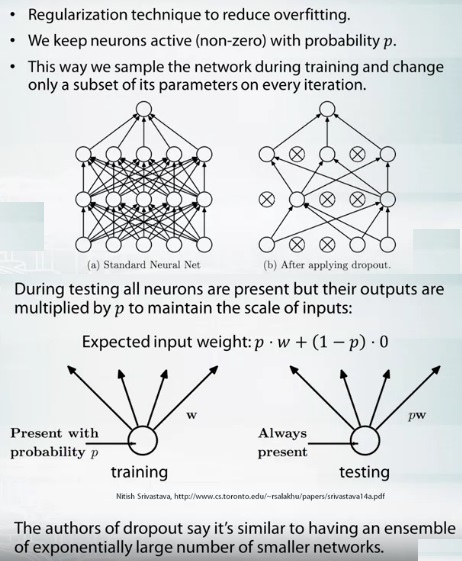 • Regularization technique to reduce overfitting.
• We keep neurons active (non-zero) with probability p.
• This way we sample the network during training and change
only a subset of its parameters on every iteration.
(a) Standard Neural Net
(b) After applying dropout.
During testing all neurons are present but their outputs are
multiplied by p to maintain the scale of inputs:
Expected input weight: p · w + (1 − p) · 0
w
Present with
probability p
training
pw
Always
present
testing
Nitish Srivastava, http://www.cs.toronto.edu/~rsalakhu/papers/srivastava14a.pdf
The authors of dropout say it's similar to having an ensemble
of exponentially large number of smaller networks.